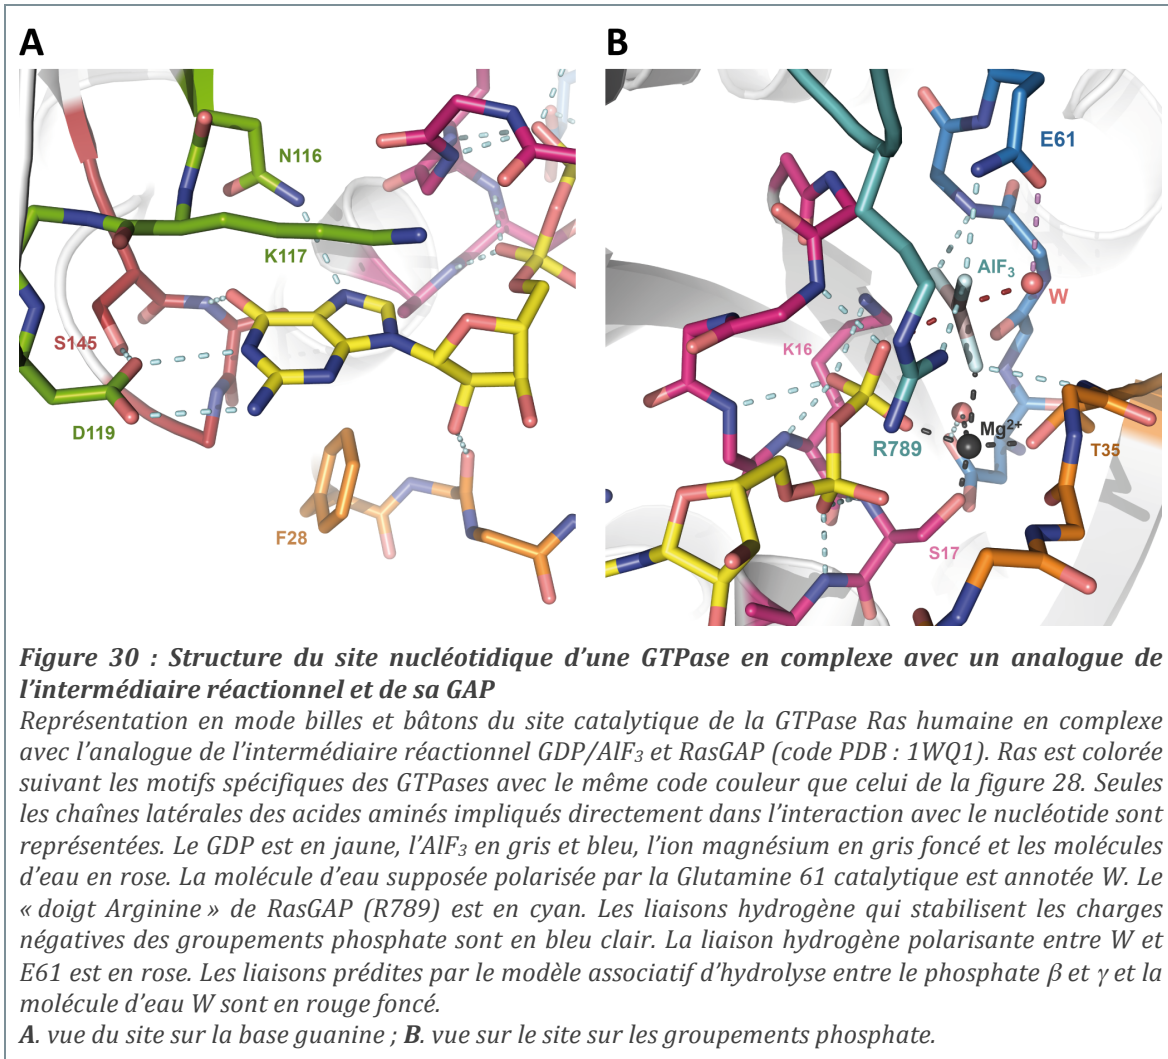 A
B
N116
K117
S145
D119
F28
E61
AlF3
W
K16
Mg2+
R789
T35
S17
Figure 30 : Structure du site nucléotidique d'une GTPase en complexe avec un analogue de
l'intermédiaire réactionnel et de sa GAP
Représentation en mode billes et bâtons du site catalytique de la GTPase Ras humaine en complexe
avec l'analogue de l'intermédiaire réactionnel GDP/AlF3 et RasGAP (code PDB : 1WQ1). Ras est colorée
suivant les motifs spécifiques des GTPases avec le même code couleur que celui de la figure 28. Seules
les chaînes latérales des acides aminés impliqués directement dans l'interaction avec le nucléotide sont
représentées. Le GDP est en jaune, l'AlF3 en gris et bleu, l'ion magnésium en gris foncé et les molécules
d'eau en rose. La molécule d'eau supposée polarisée par la Glutamine 61 catalytique est annotée W. Le
« doigt Arginine » de RasGAP (R789) est en cyan. Les liaisons hydrogène qui stabilisent les charges
négatives des groupements phosphate sont en bleu clair. La liaison hydrogène polarisante entre W et
E61 est en rose. Les liaisons prédites par le modèle associatif d'hydrolyse entre le phosphate β et γ et la
molécule d'eau W sont en rouge foncé.
A. vue du site sur la base guanine ; B. vue sur le site sur les groupements phosphate.